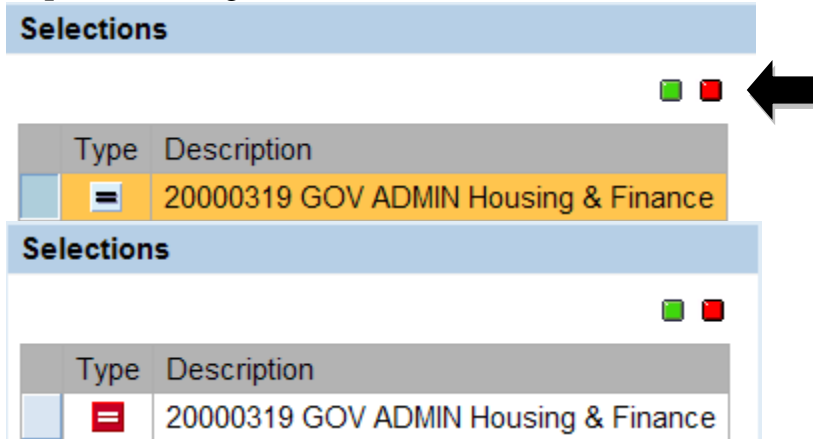 Selections
Type Description
= 20000319 GOV ADMIN Housing & Finance
Selections
Type Description
= 20000319 GOV ADMIN Housing & Finance